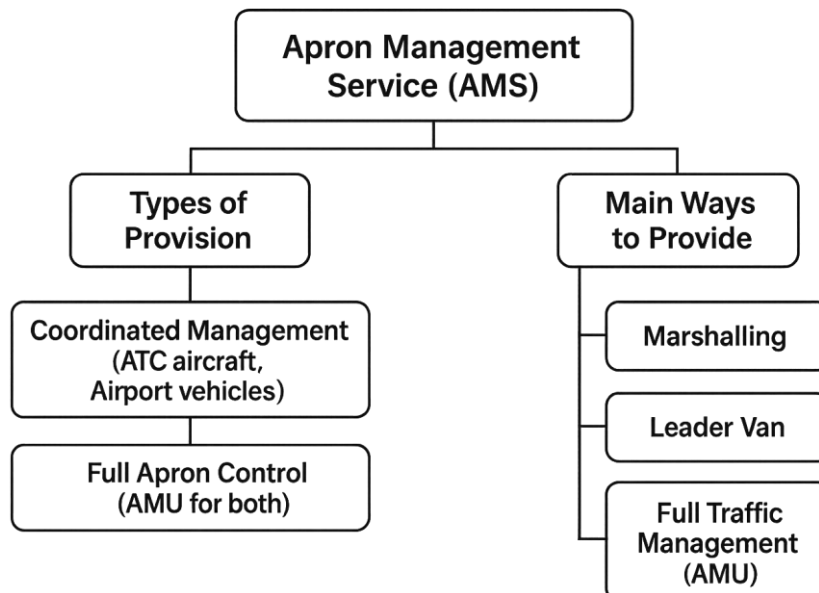 Apron Management
Service (AMS)
Types of
Provision
Coordinated Management
(ATC aircraft,
Airport vehicles)
Full Apron Control
(AMU for both)
Main Ways
to Provide
Marshalling
Leader Van
Full Traffic
Management
(AMU)